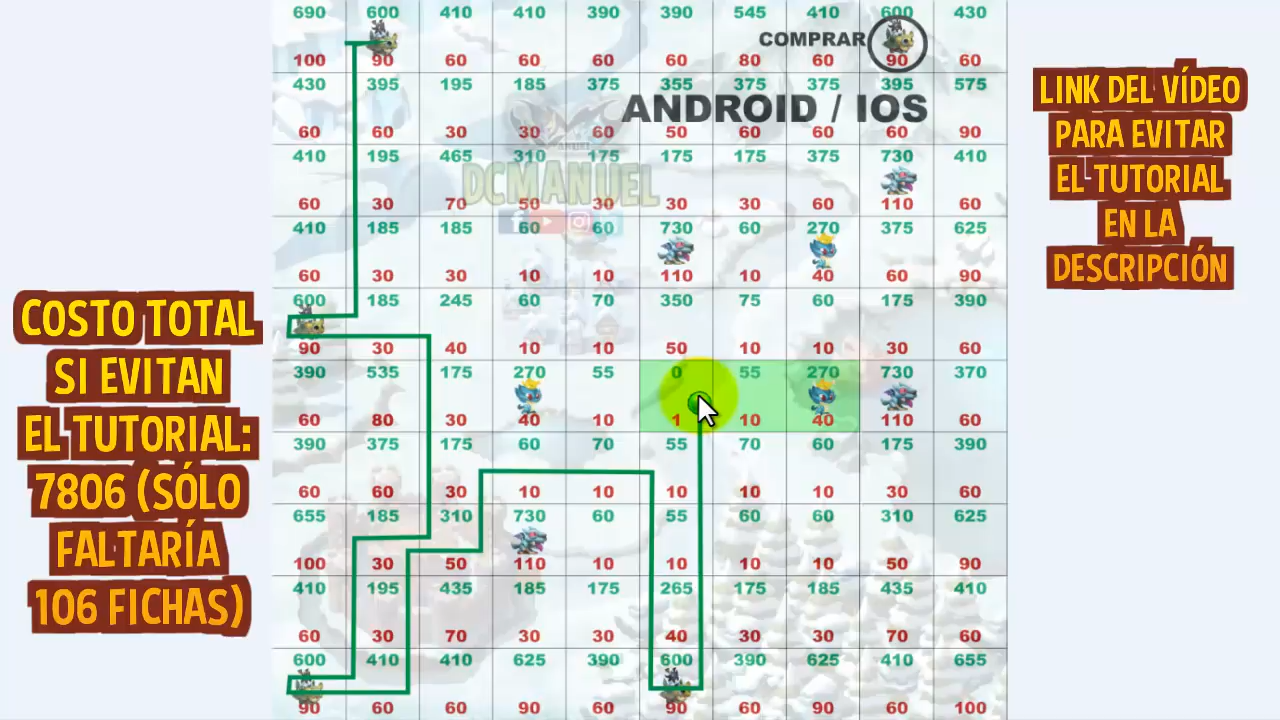 690 600 410 410 390 390 545 410 600 430
COMPRAR
100 90 60 60 60 60 80 60 90 60
430 395 195 185 375 355 375 375 395 575
ANDROID / IOS
60 60 30 30 60 50 60 60 60 90
410 195 465 310 175 175 175 375 730 410
DCMANUEL
60 30 70 50 30 30 30 60 110 60
410 185 185 60 60 730 60 270 375 625
60 30 30 10 10 110 10 40 60 90
600 185 245 60 70 350 75 60 175 390
90 30 40 10 10 50 10 10 30 60
390 535 175 270 55 0 55 270 730 370
60 80 30 40 10 1 10 40 110 60
390 375 175 60 70 55 70 60 175 390
60 60 30 10 10 10 10 10 30 60
655 185 310 730 60 55 60 60 310 625
100 30 50 110 10 10 10 10 50 90
410 195 435 185 175 265 175 185 435 410
60 30 70 30 30 40 30 30 70 60
600 410 410 625 390 600 390 625 410 655
90 60 60 90 60 90 60 90 60 100
LINK DEL VÍDEO
PARA EVITAR
EL TUTORIAL
EN LA
DESCRIPCIÓN
COSTO TOTAL
SI EVITAN
EL TUTORIAL:
7806 (SÓLO
FALTARÍA
106 FICHAS)